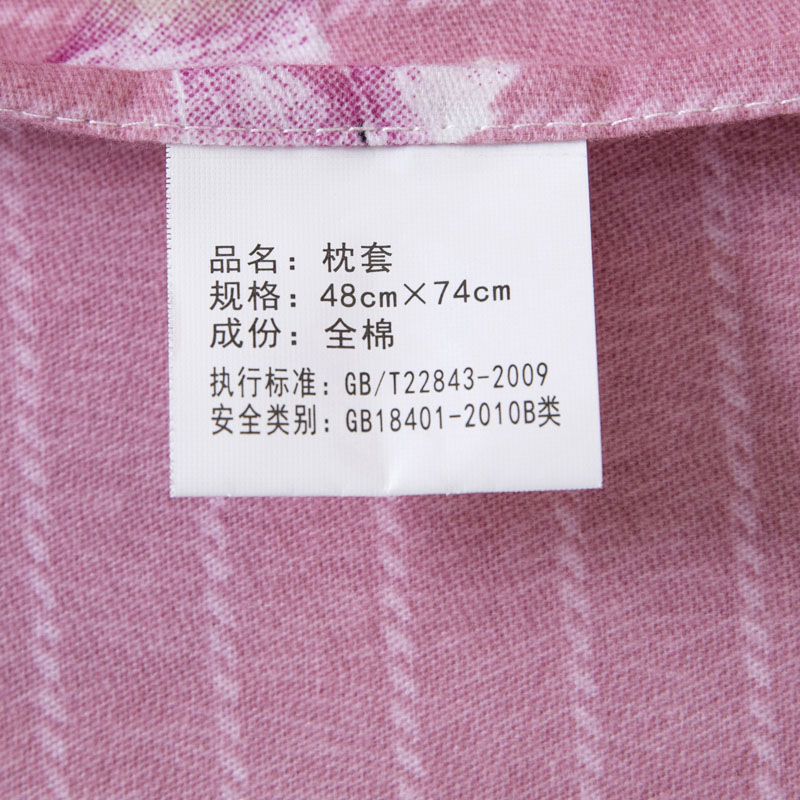 品名：枕套
规格：48cm×74cm
成份：全棉
执行标准：GB/T22843-2009
安全类别：GB18401-2010B类